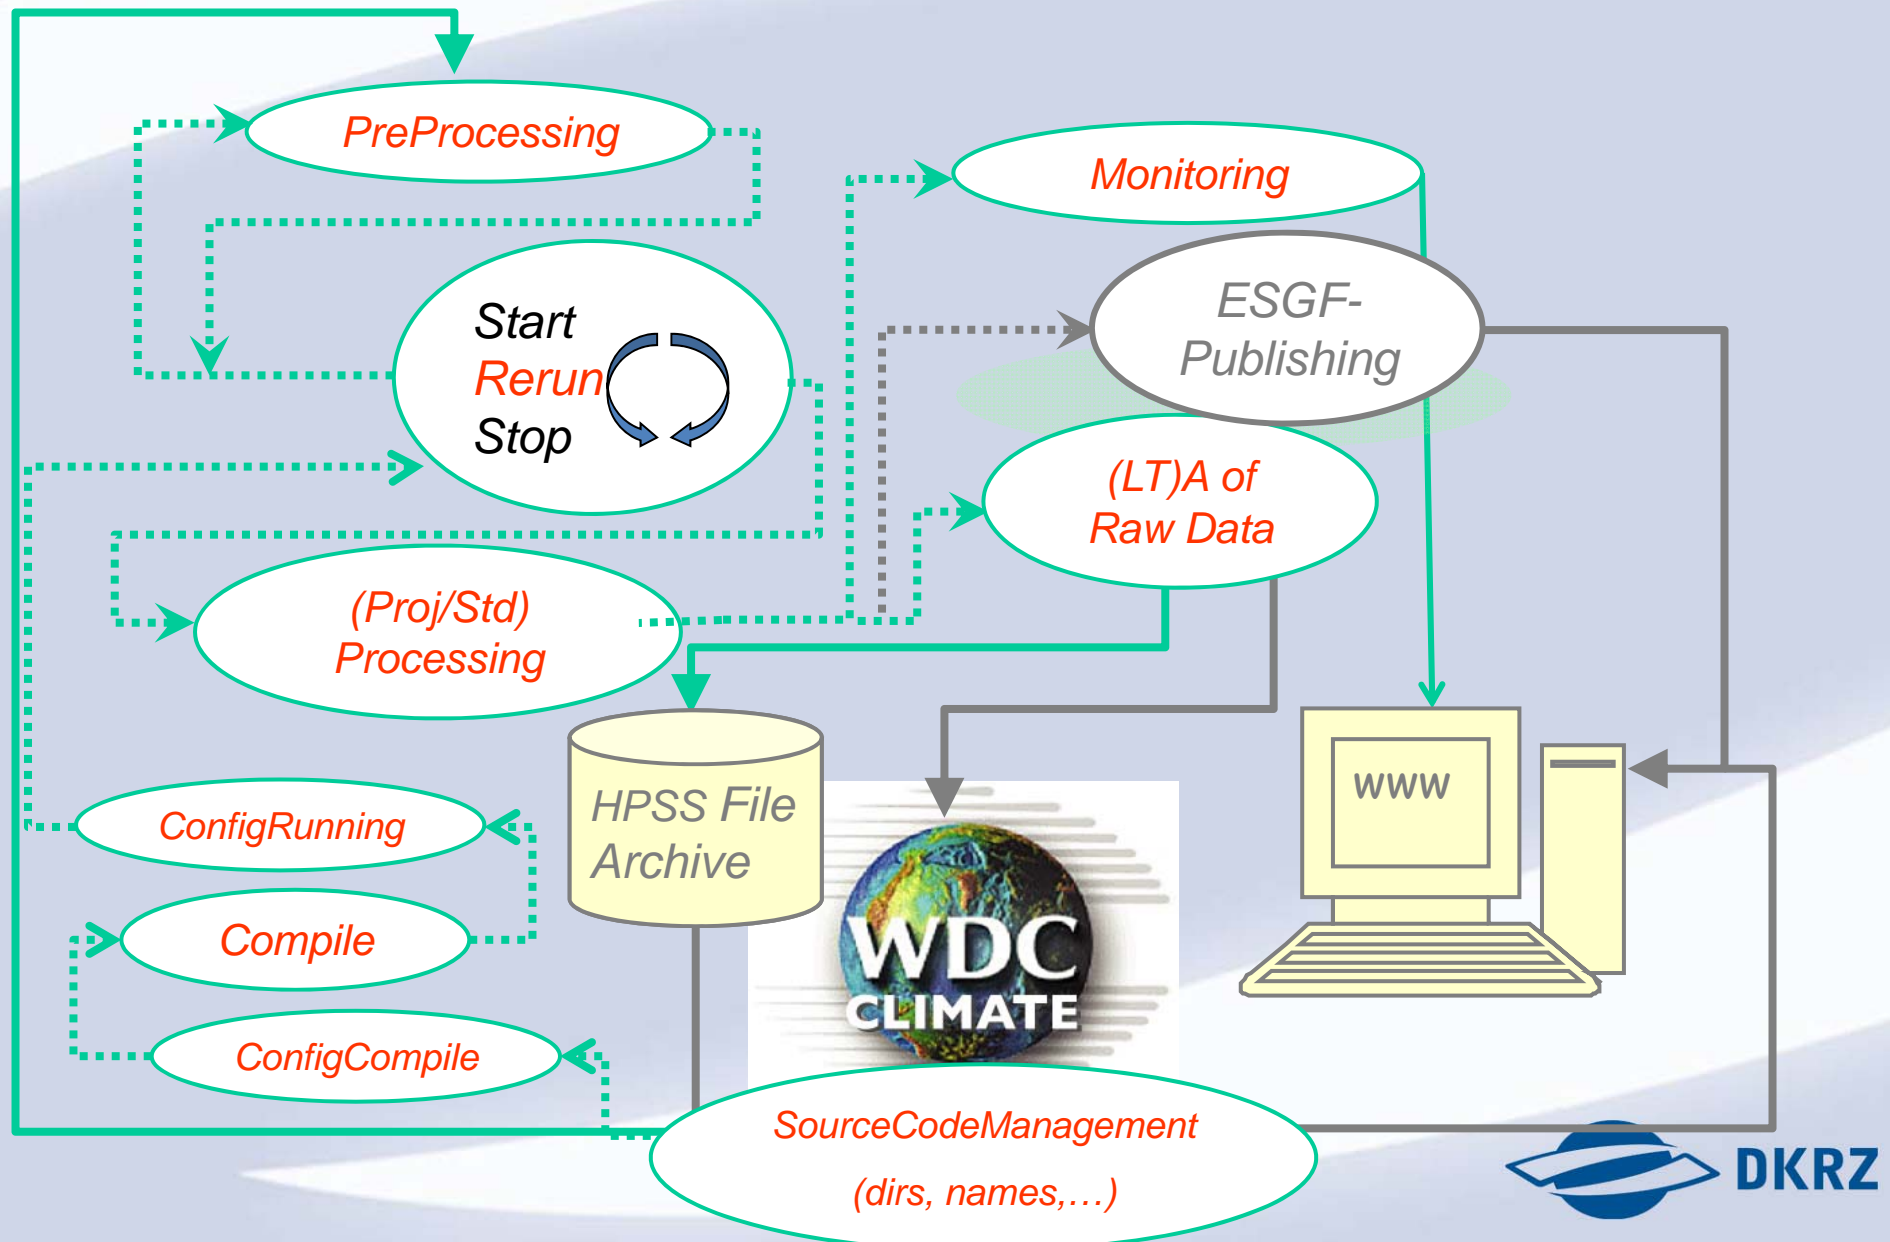 PreProcessing
Monitoring
Start
Rerun
Stop
ESGF-
Publishing
(LT)A of
Raw Data
(Proj/Std)
Processing
HPSS File
Archive
WWW
ConfigRunning
Compile
ConfigCompile
WDC
CLIMATE
SourceCodeManagement
(dirs, names,...)
DKRZ